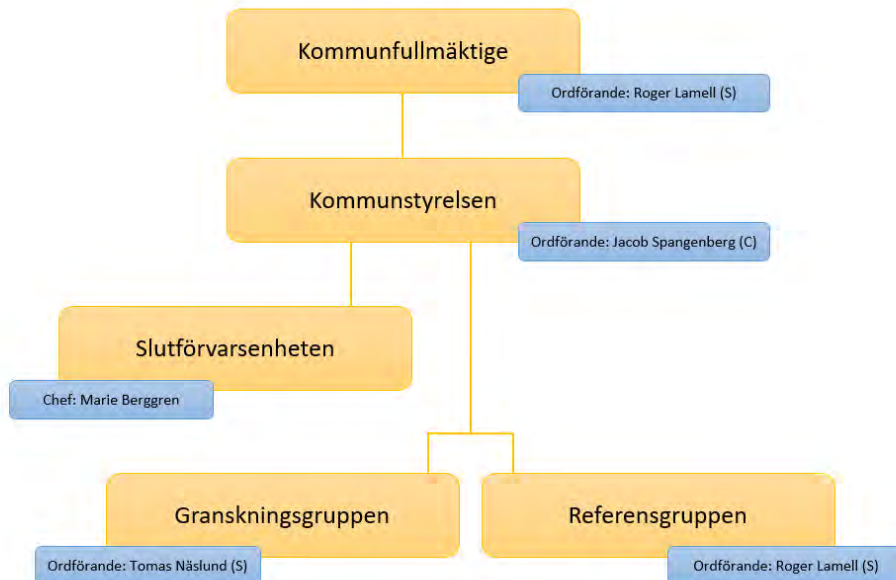 Kommunfullmäktige
Ordförande: Roger Lamell (S)
Kommunstyrelsen
Ordförande: Jacob Spangenberg (C)
Slutförvarsenheten
Chef: Marie Berggren
Granskningsgruppen
Ordförande: Tomas Näslund (S)
Referensgruppen
Ordförande: Roger Lamell (S)